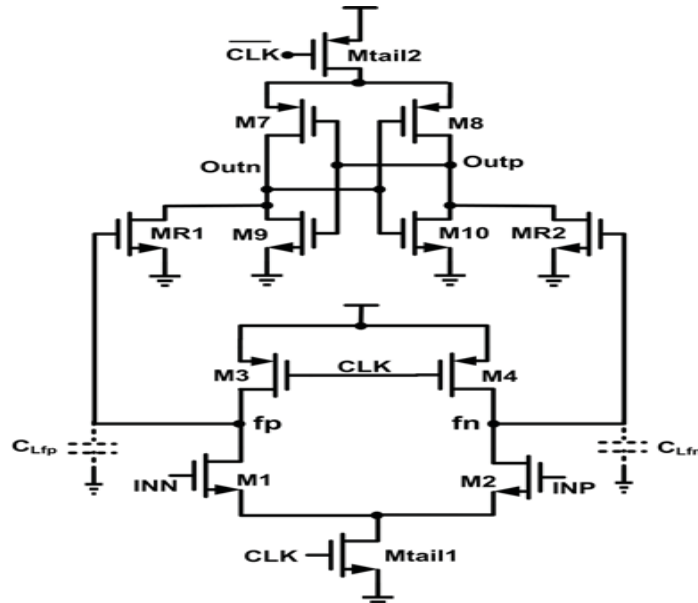 CLK
Mtail2
M7
M8
Outn
Outp
MR1
M9
M10
MR2
M3
CLK
M4
fp
fn
CLfp
CLfr
INN
M1
M2
INP
CLK
Mtail1